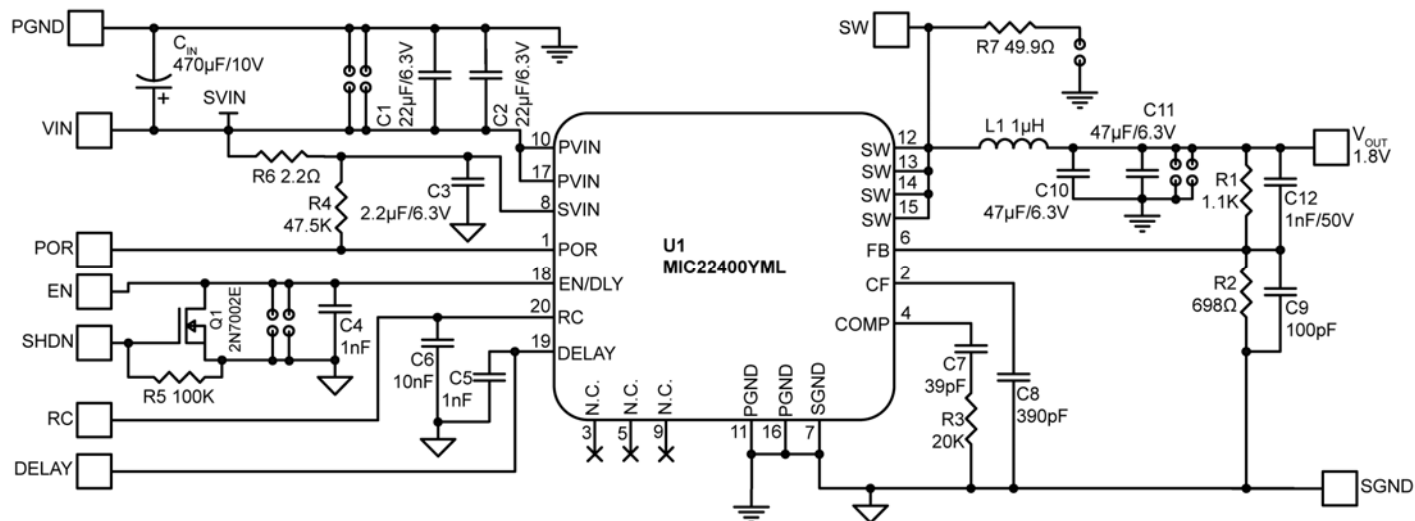 PGND
C_IN
470µF/10V
SVIN
VIN
C1
22µF/6.3V
C2
22µF/6.3V
R6 2.2Ω
R4
47.5K
C3
2.2µF/6.3V
POR
EN
SHDN
Q1
2N7002E
C4
1nF
R5 100K
RC
DELAY
C6
10nF
C5
1nF
10 PVIN
17 PVIN
8 SVIN
1 POR
18 EN/DLY
20 RC
19 DELAY
U1
MIC22400YML
N.C.
N.C.
N.C.
3
5
9
PGND
PGND
SGND
11
16
7
SW 12
SW 13
SW 14
SW 15
FB 6
CF 2
COMP 4
SW
R7 49.9Ω
L1 1µH
C11
47µF/6.3V
C10
47µF/6.3V
R1
1.1K
C12
1nF/50V
V_OUT
1.8V
R2
698Ω
C9
100pF
C7
39pF
R3
20K
C8
390pF
SGND